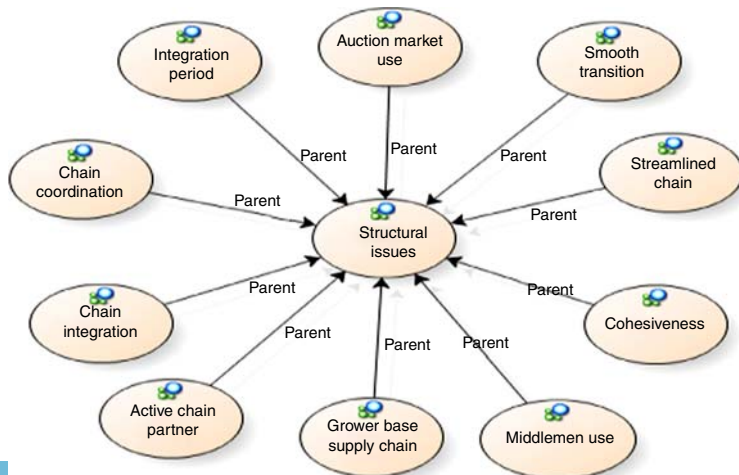 Integration
period
Auction market
use
Smooth
transition
Parent
Parent
Parent
Chain
coordination
Parent
Streamlined
chain
Parent
Structural
issues
Chain
integration
Parent
Parent
Cohesiveness
Parent
Parent
Parent
Active chain
partner
Grower base
supply chain
Middlemen use